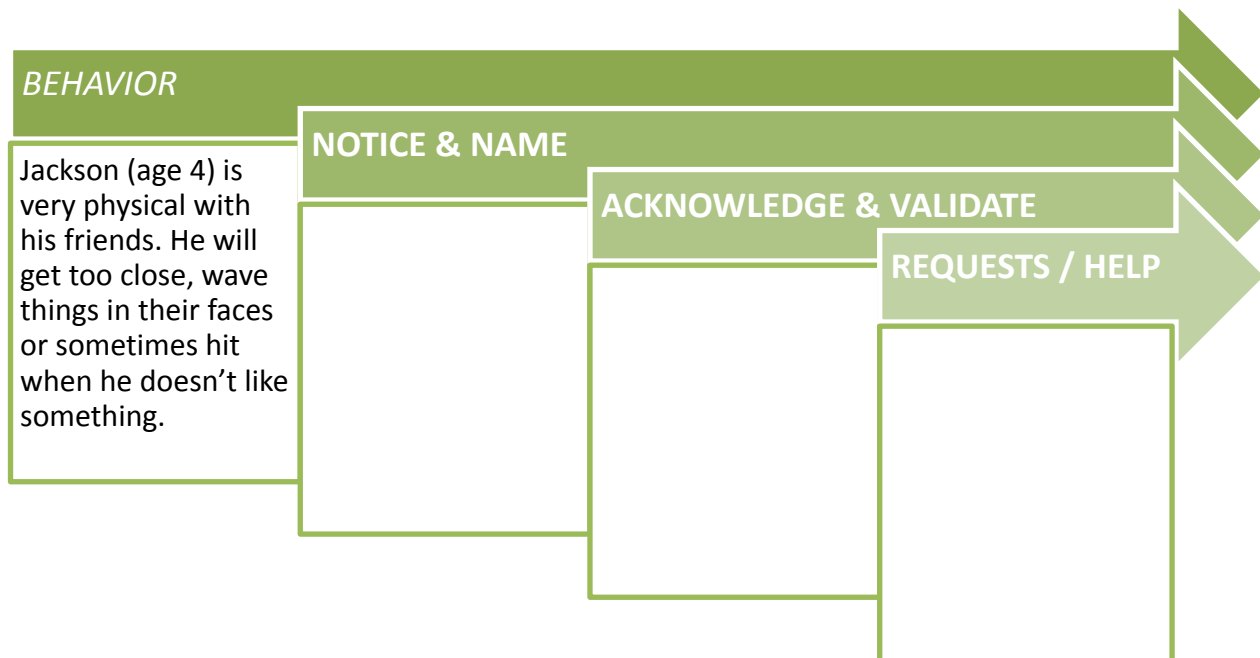 BEHAVIOR
NOTICE & NAME
Jackson (age 4) is
very physical with
his friends. He will
get too close, wave
things in their faces
or sometimes hit
when he doesn’t like
something.
ACKNOWLEDGE & VALIDATE
REQUESTS / HELP